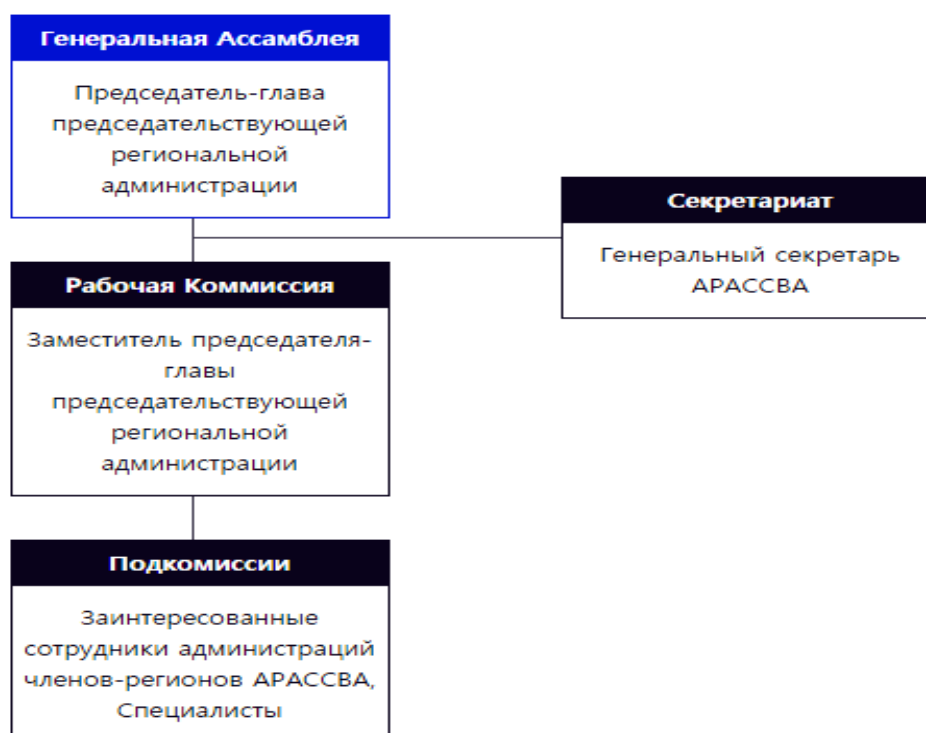 Генеральная Ассамблея
Председатель-глава
председательствующей
региональной
администрации
Секретариат
Генеральный секретарь
АРАССВА
Рабочая Коммиссия
Заместитель председателя-
главы
председательствующей
региональной
администрации
Подкомиссии
Заинтересованные
сотрудники администраций
членов-регионов АРАССВА,
Специалисты